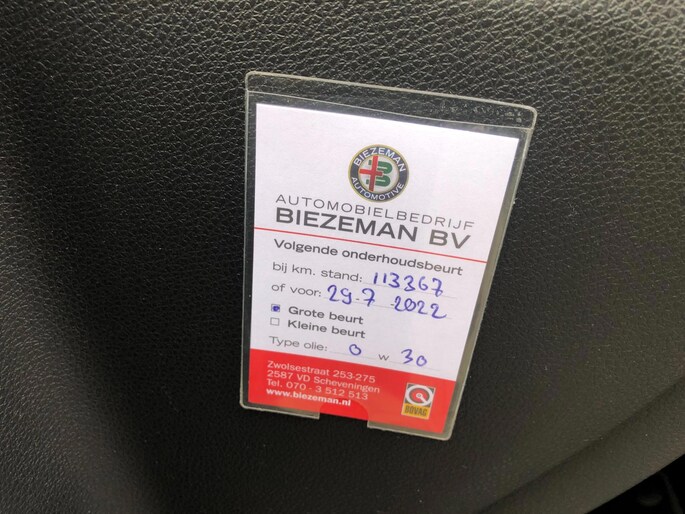 BIEZEMAN
AUTOMOTIVE
AUTOMOBIELBEDRIJF
BIEZEMAN BV
Volgende onderhoudsbeurt
bij km. stand: 113367
of voor: 29-7-2022
Grote beurt
Kleine beurt
Type olie: 0 w 30
Zwolsestraat 253-275
2587 VD Scheveningen
Tel. 070 - 3 512 513
www.biezeman.nl
BOVAG